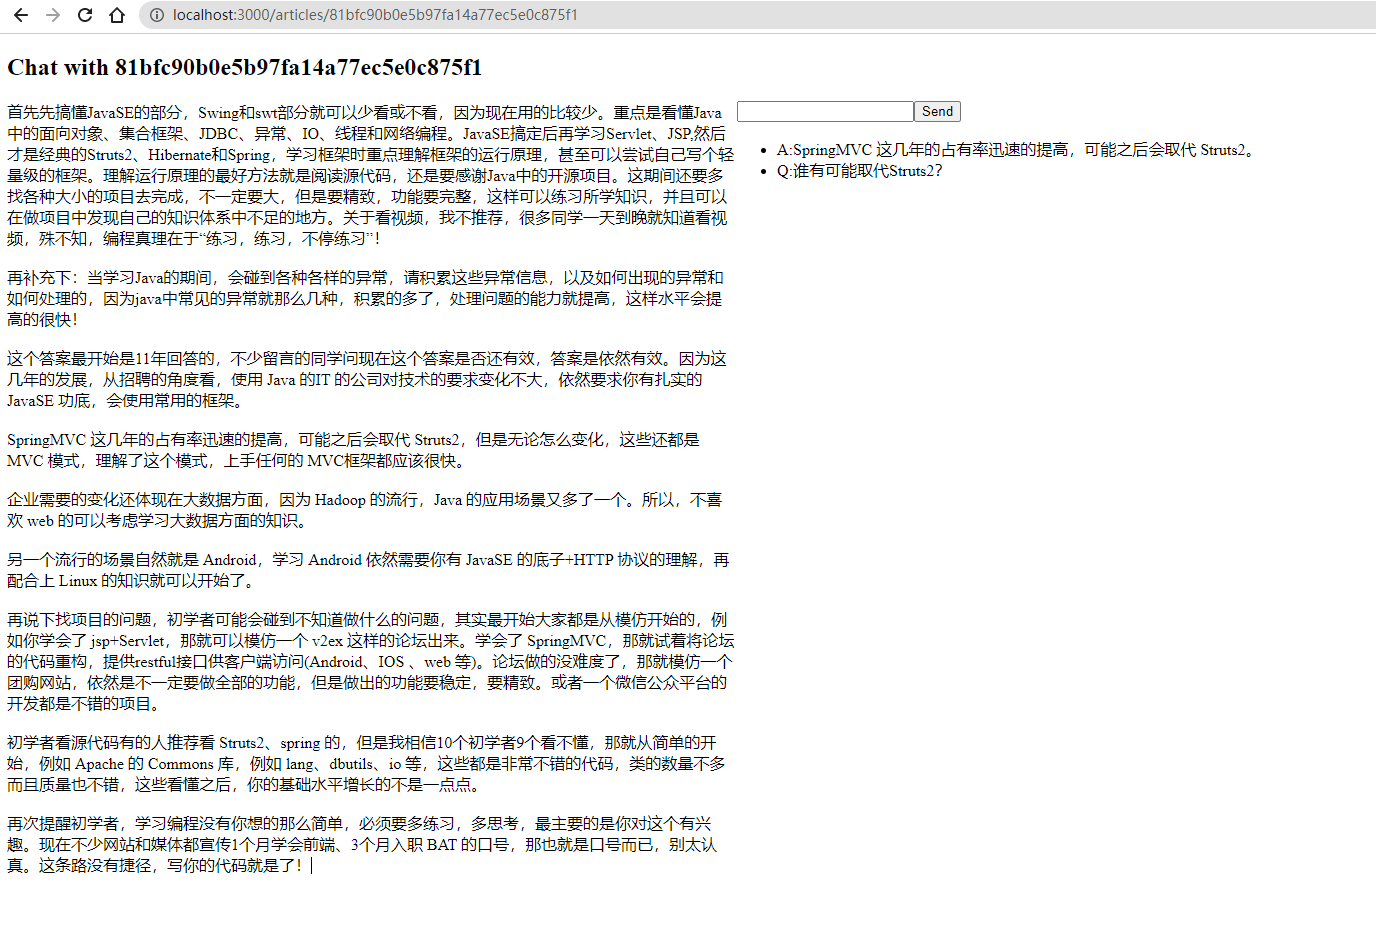 localhost:3000/articles/81bfc90b0e5b97fa14a77ec5e0c875f1
Chat with 81bfc90b0e5b97fa14a77ec5e0c875f1
首先先搞懂JavaSE的部分，Swing和swt部分就可以少看或不看，因为现在用的比较少。重点是看懂Java
中的面向对象、集合框架、JDBC、异常、IO、线程和网络编程。JavaSE搞定后再学习Servlet、JSP,然后
才是经典的Struts2、Hibernate和Spring，学习框架时重点理解框架的运行原理，甚至可以尝试自己写个轻
量级的框架。理解运行原理的最好方法就是阅读源代码，还是要感谢Java中的开源项目。这期间还要多
找各种大小的项目去完成，不一定要大，但是要精致，功能要完整，这样可以练习所学知识，并且可以
在做项目中发现自己的知识体系中不足的地方。关于看视频，我不推荐，很多同学一天到晚就知道看视
频，殊不知，编程真理在于“练习，练习，不停练习”！
再补充下：当学习Java的期间，会碰到各种各样的异常，请积累这些异常信息，以及如何出现的异常和
如何处理的，因为java中常见的异常就那么几种，积累的多了，处理问题的能力就提高，这样水平会提
高的很快！
这个答案最开始是11年回答的，不少留言的同学问现在这个答案是否还有效，答案是依然有效。因为这
几年的发展，从招聘的角度看，使用 Java 的IT 的公司对技术的要求变化不大，依然要求你有扎实的
JavaSE 功底，会使用常用的框架。
SpringMVC 这几年的占有率迅速的提高，可能之后会取代 Struts2，但是无论怎么变化，这些还都是
MVC 模式，理解了这个模式，上手任何的 MVC框架都应该很快。
企业需要的变化还体现在大数据方面，因为 Hadoop 的流行，Java 的应用场景又多了一个。所以，不喜
欢 web 的可以考虑学习大数据方面的知识。
另一个流行的场景自然就是 Android，学习 Android 依然需要你有 JavaSE 的底子+HTTP 协议的理解，再
配合上 Linux 的知识就可以开始了。
再说下找项目的问题，初学者可能会碰到不知道做什么的问题，其实最开始大家都是从模仿开始的，例
如你学会了 jsp+Servlet，那就可以模仿一个 v2ex 这样的论坛出来。学会了 SpringMVC，那就试着将论坛
的代码重构，提供restful接口供客户端访问(Android、IOS 、web 等)。论坛做的没难度了，那就模仿一个
团购网站，依然是不一定要做全部的功能，但是做出的功能要稳定，要精致。或者一个微信公众平台的
开发都是不错的项目。
初学者看源代码有的人推荐看 Struts2、spring 的，但是我相信10个初学者9个看不懂，那就从简单的开
始，例如 Apache 的 Commons 库，例如 lang、dbutils、io 等，这些都是非常不错的代码，类的数量不多
而且质量也不错，这些看懂之后，你的基础水平增长的不是一点点。
再次提醒初学者，学习编程没有你想的那么简单，必须要多练习，多思考，最主要的是你对这个有兴
趣。现在不少网站和媒体都宣传1个月学会前端、3个月入职 BAT 的口号，那也就是口号而已，别太认
真。这条路没有捷径，写你的代码就是了！
Send
A:SpringMVC 这几年的占有率迅速的提高，可能之后会取代 Struts2。
Q:谁有可能取代Struts2？